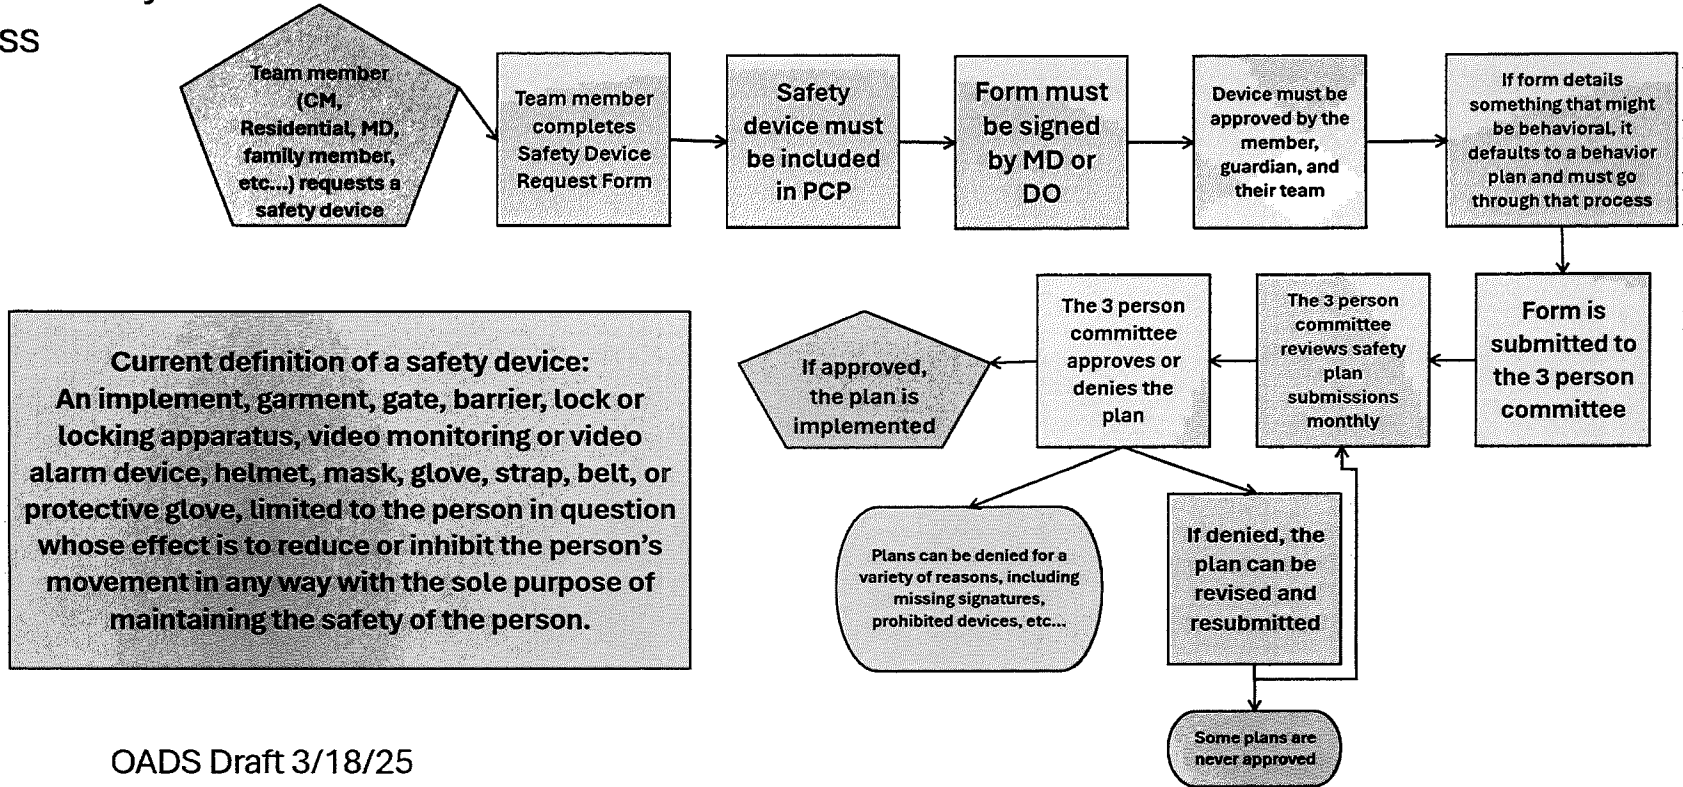 ss
Team member
(CM,
Residential, MD,
family member,
etc...) requests a
safety device
Team member
completes
Safety Device
Request Form
Safety
device must
be included
in PCP
Form must
be signed
by MD or
DO
Device must be
approved by the
member,
guardian, and
their team
If form details
something that might
be behavioral, it
defaults to a behavior
plan and must go
through that process
Form is
submitted to
the 3 person
committee
The 3 person
committee
reviews safety
plan
submissions
monthly
The 3 person
committee
approves or
denies the
plan
If approved,
the plan is
implemented
Plans can be denied for a
variety of reasons, including
missing signatures,
prohibited devices, etc...
If denied, the
plan can be
revised and
resubmitted
Some plans are
never approved
Current definition of a safety device:
An implement, garment, gate, barrier, lock or
locking apparatus, video monitoring or video
alarm device, helmet, mask, glove, strap, belt, or
protective glove, limited to the person in question
whose effect is to reduce or inhibit the person's
movement in any way with the sole purpose of
maintaining the safety of the person.
OADS Draft 3/18/25